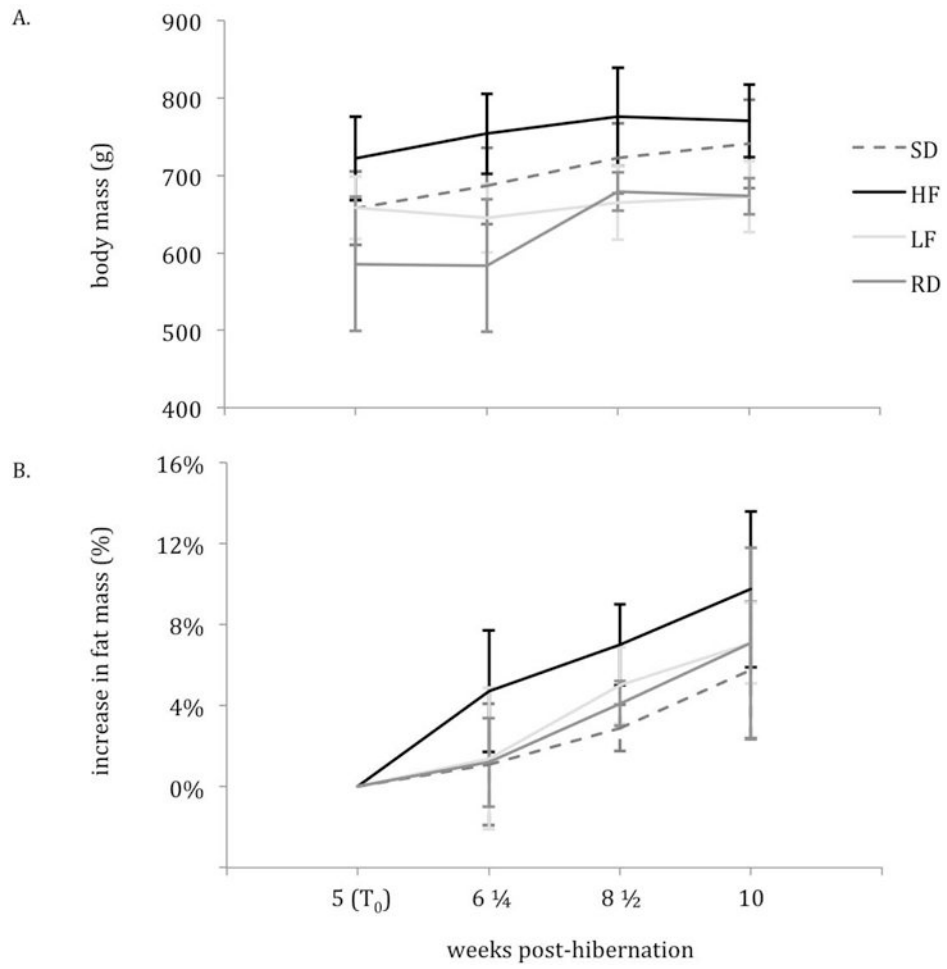 A.
900
800
700
600
500
400
body mass (g)
SD
HF
LF
RD
B.
16%
12%
8%
4%
0%
increase in fat mass (%)
5 (T₀)
6 ¼
8 ½
10
weeks post-hibernation